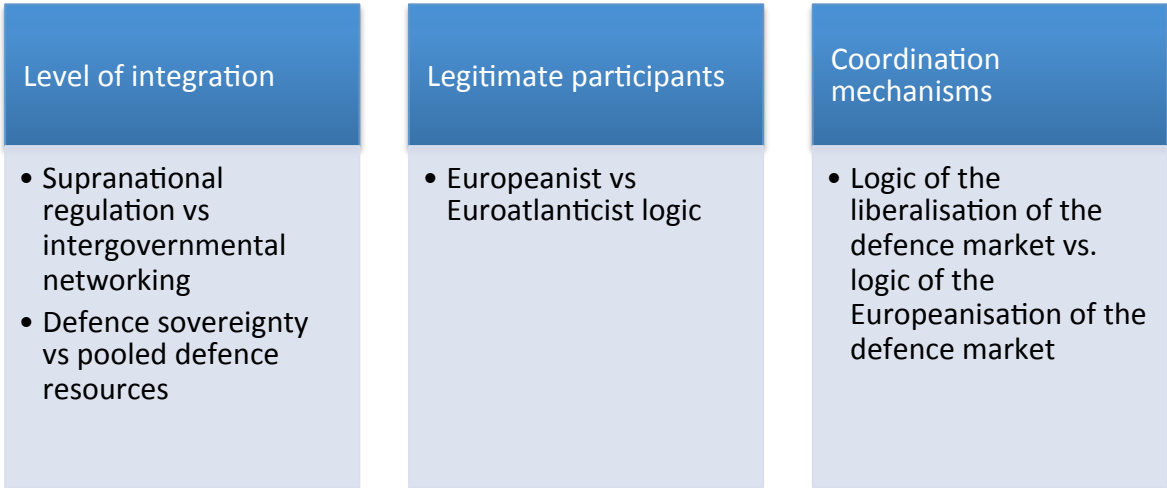 Level of integration
• Supranational
regulation vs
intergovernmental
networking
• Defence sovereignty
vs pooled defence
resources
Legitimate participants
• Europeanist vs
Euroatlanticist logic
Coordination
mechanisms
• Logic of the
liberalisation of the
defence market vs.
logic of the
Europeanisation of the
defence market